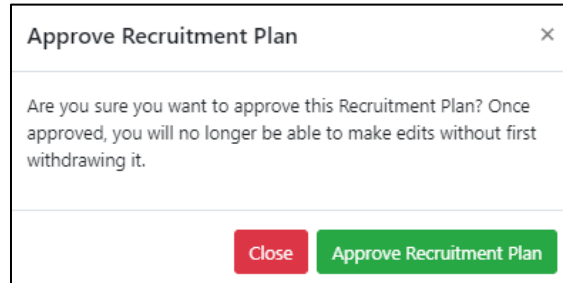 Approve Recruitment Plan ×
Are you sure you want to approve this Recruitment Plan? Once
approved, you will no longer be able to make edits without first
withdrawing it.
Close Approve Recruitment Plan